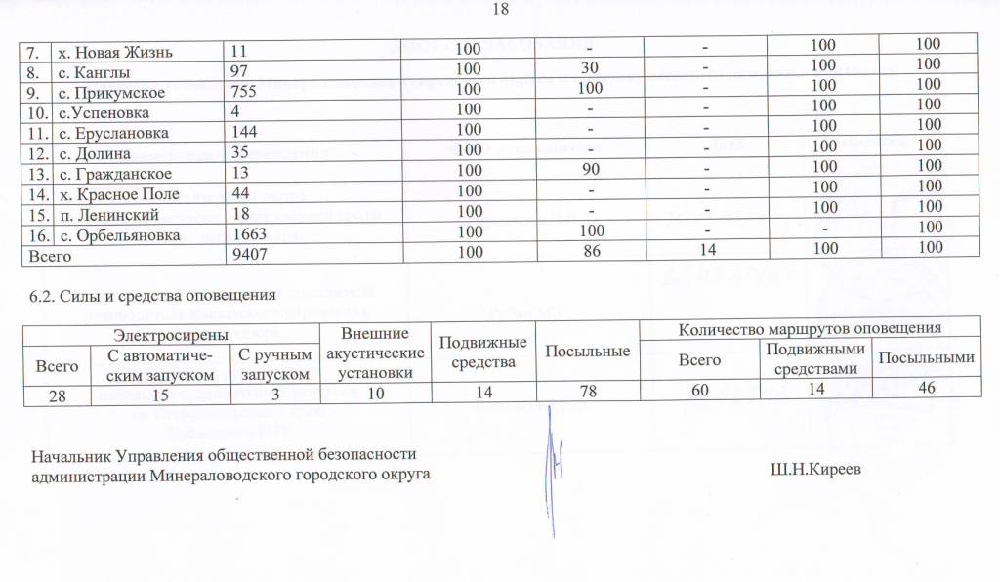 18
7. х. Новая Жизнь 11 100 - - 100 100
8. с. Канглы 97 100 30 - 100 100
9. с. Прикумское 755 100 100 - 100 100
10. с.Успеновка 4 100 - - 100 100
11. с. Еруслановка 144 100 - - 100 100
12. с. Долина 35 100 - - 100 100
13. с. Гражданское 13 100 90 - 100 100
14. х. Красное Поле 44 100 - - 100 100
15. п. Ленинский 18 100 - - 100 100
16. с. Орбельяновка 1663 100 100 - - 100
Всего 9407 100 86 14 100 100
6.2. Силы и средства оповещения
Электросирены Внешние акустические установки Подвижные средства Посыльные Количество маршрутов оповещения
Всего С автоматиче-ским запуском С ручным запуском Всего Подвижными средствами Посыльными
28 15 3 10 14 78 60 14 46
Начальник Управления общественной безопасности
администрации Минераловодского городского округа Ш.Н.Киреев